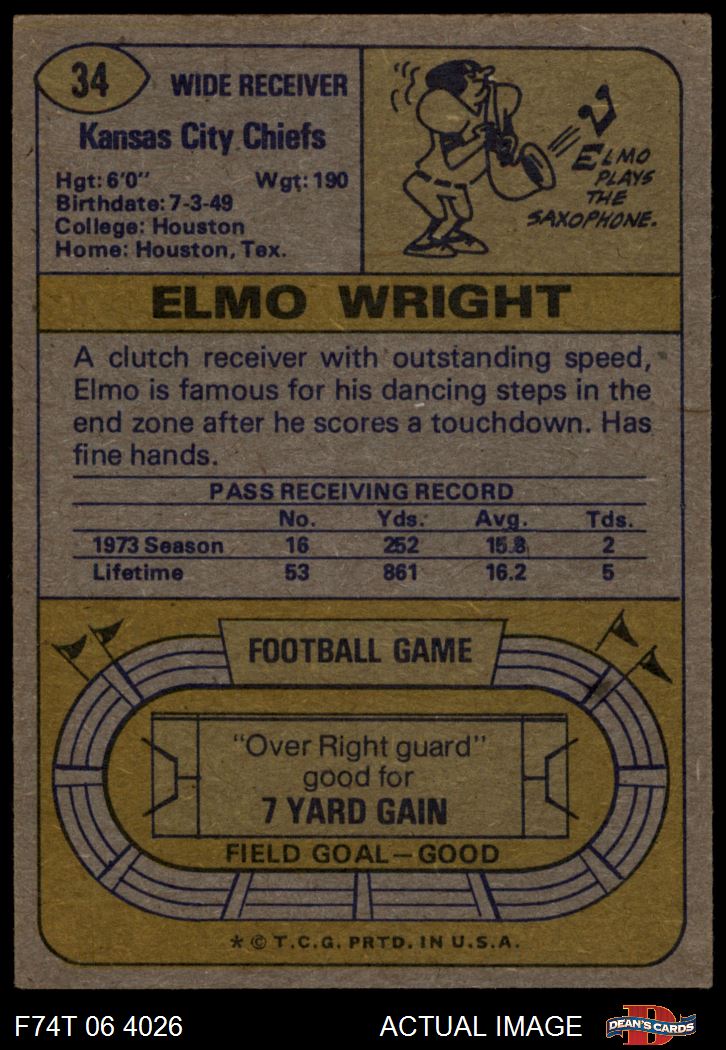 34
WIDE RECEIVER
Kansas City Chiefs
Hgt: 6'0" Wgt: 190
Birthdate: 7-3-49
College: Houston
Home: Houston, Tex.
ELMO
PLAYS
THE
SAXOPHONE.
ELMO WRIGHT
A clutch receiver with outstanding speed,
Elmo is famous for his dancing steps in the
end zone after he scores a touchdown. Has
fine hands.
PASS RECEIVING RECORD
No. Yds. Avg. Tds.
1973 Season 16 252 15.8 2
Lifetime 53 861 16.2 5
FOOTBALL GAME
"Over Right guard"
good for
7 YARD GAIN
FIELD GOAL—GOOD
* © T.C.G. PRTD. IN U.S.A.
F74T 06 4026 ACTUAL IMAGE
D
DEAN'S CARDS